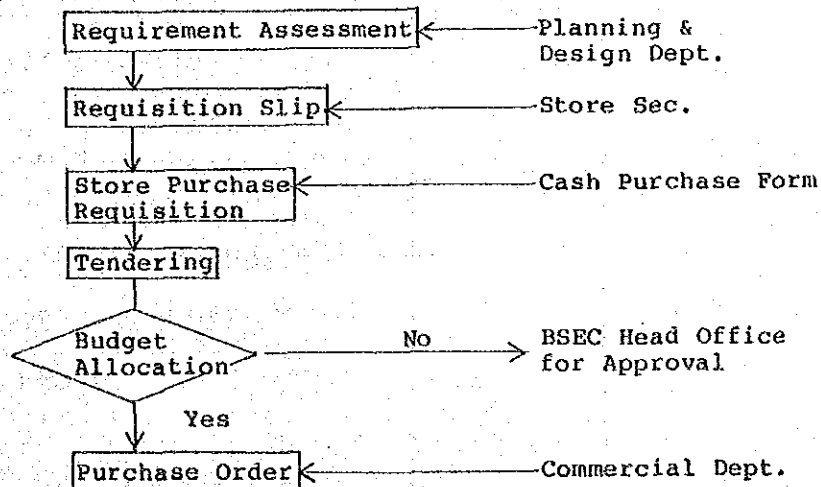 Requirement Assessment
Planning &
Design Dept.
Requisition Slip
Store Sec.
Store Purchase
Requisition
Cash Purchase Form
Tendering
Budget
Allocation
No
BSEC Head Office
for Approval
Yes
Purchase Order
Commercial Dept.